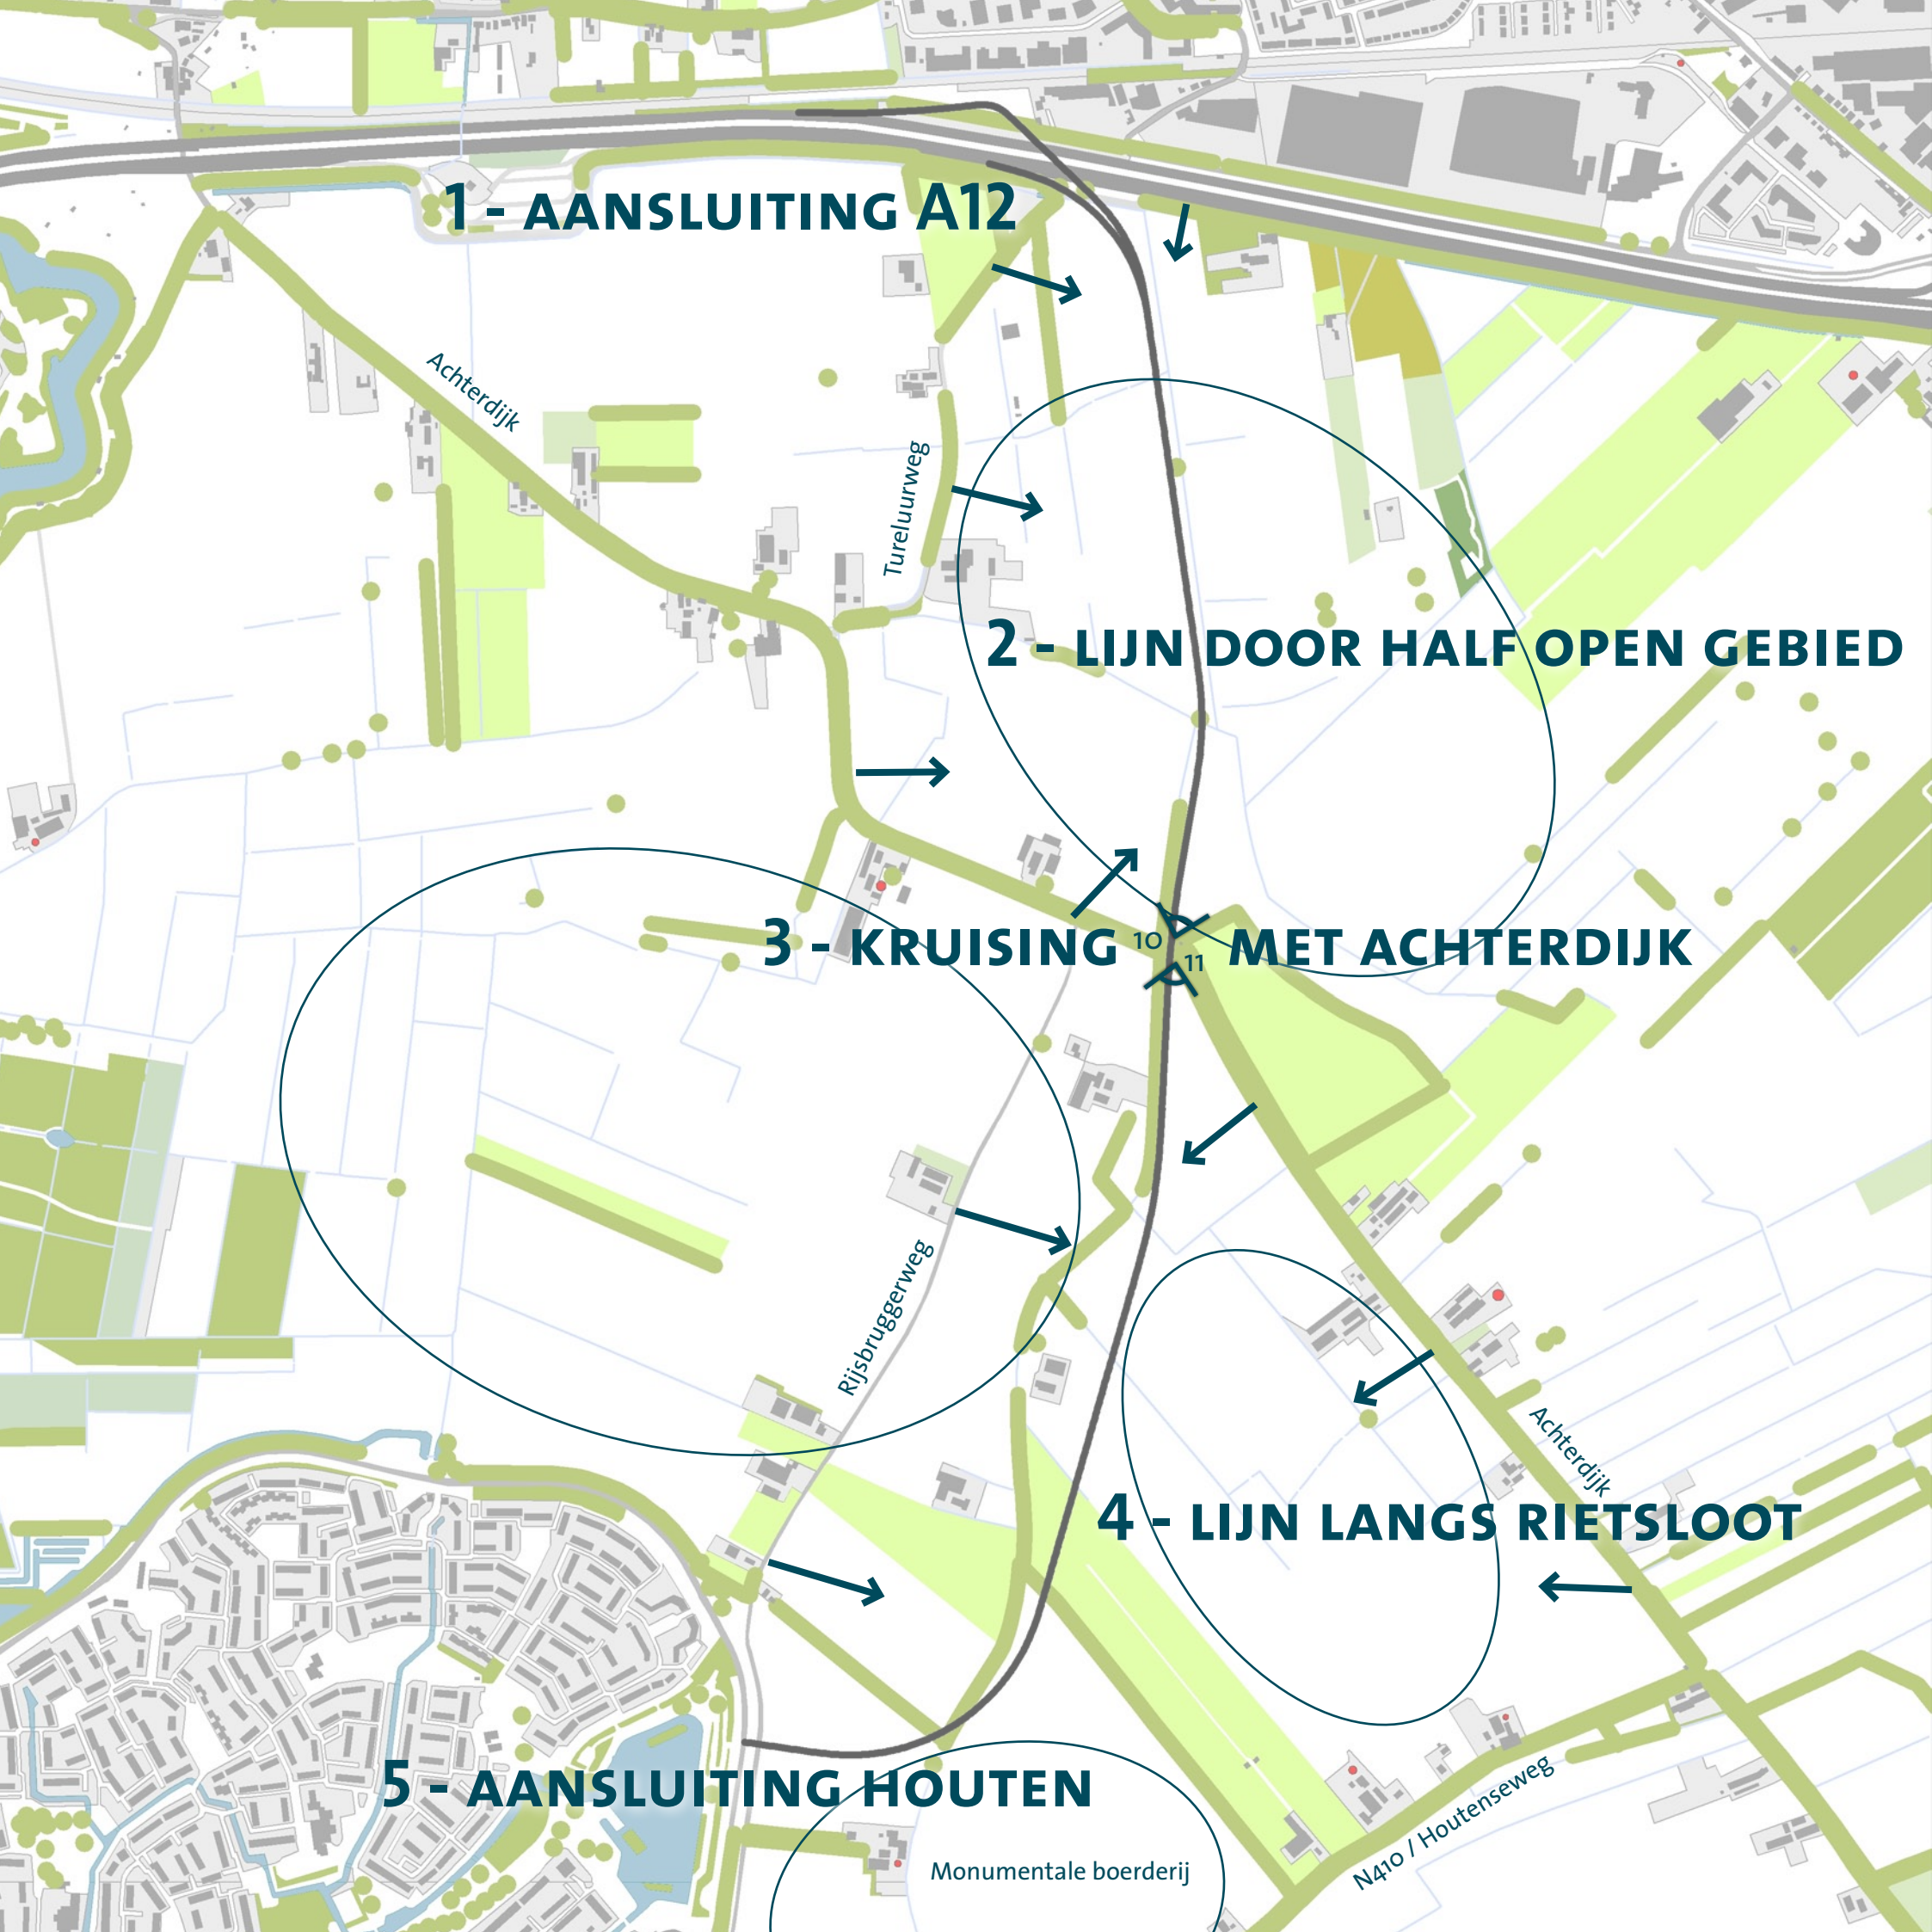 1 - AANSLUITING A12
Achterdijk
Tureluurweg
2 - LIJN DOOR HALF OPEN GEBIED
3 - KRUISING 10 MET ACHTERDIJK
11
Rijsbruggerweg
Achterdijk
4 - LIJN LANGS RIETSLOOT
5 - AANSLUITING HOUTEN
N410 / Houtenseweg
Monumentale boerderij